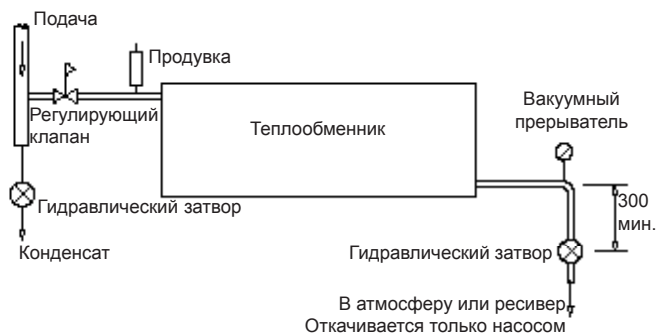 Подача
Продувка
Регулирующий
клапан
Теплообменник
Вакуумный
прерыватель
Гидравлический затвор
Конденсат
300
мин.
Гидравлический затвор
В атмосферу или ресивер
Откачивается только насосом